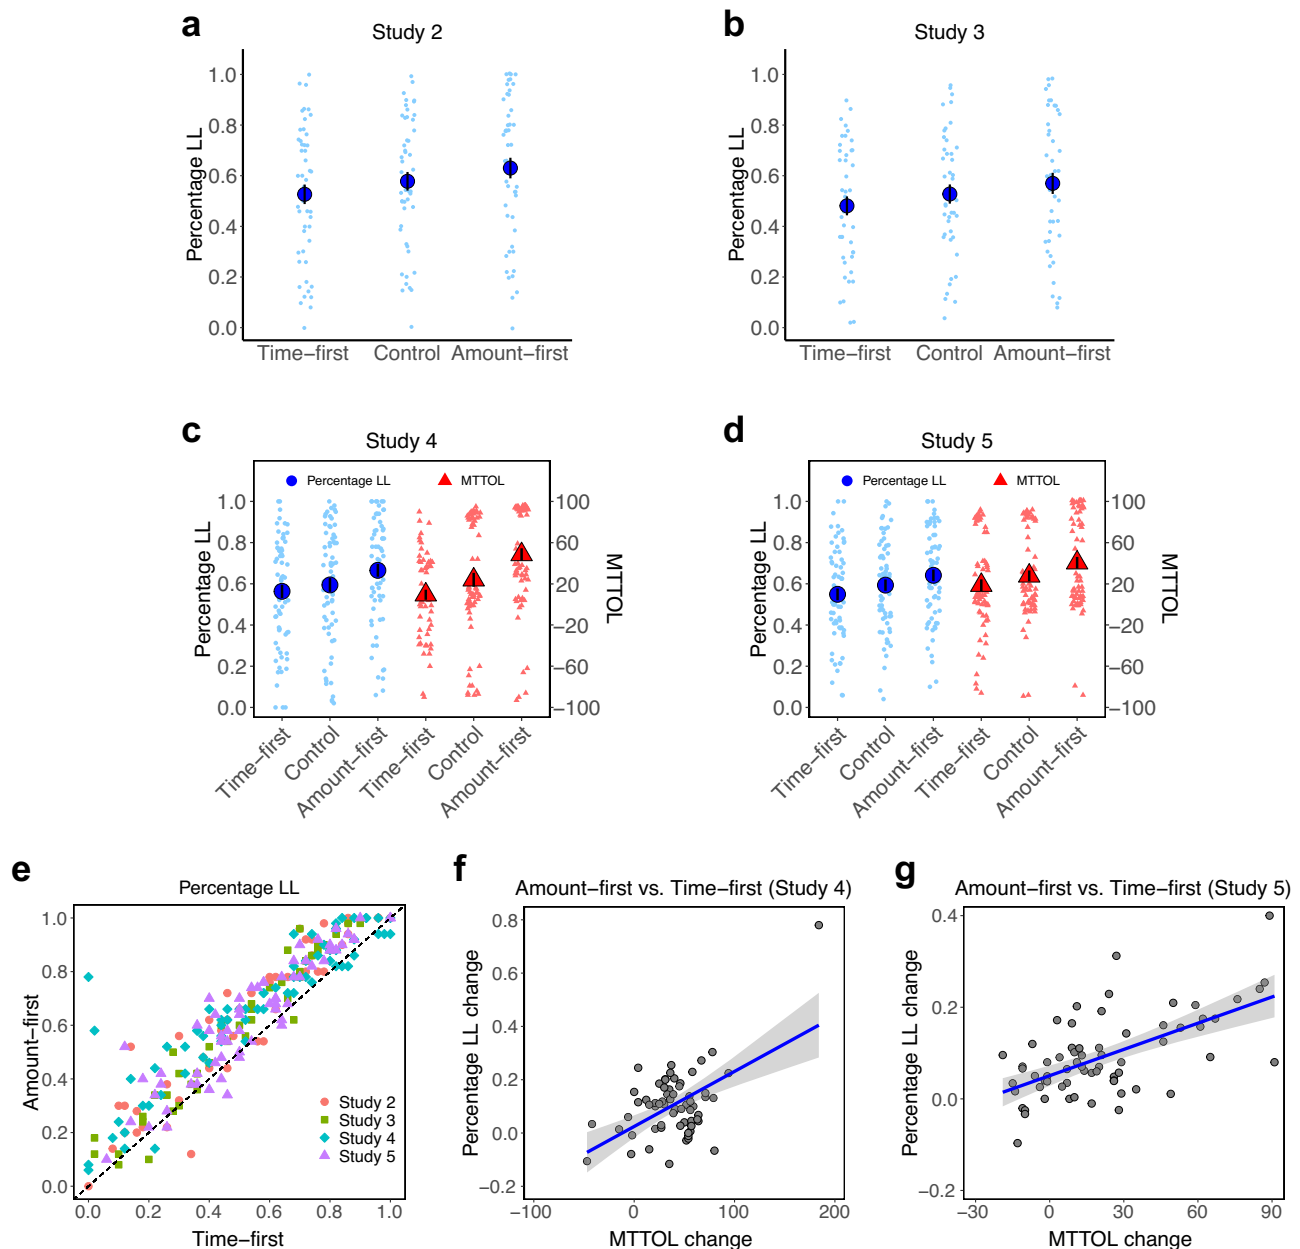 a
Study 2
Percentage LL
1.0
0.8
0.6
0.4
0.2
0.0
Time−first
Control
Amount−first
b
Study 3
Percentage LL
1.0
0.8
0.6
0.4
0.2
0.0
Time−first
Control
Amount−first
c
Study 4
Percentage LL
MTTOL
Percentage LL
1.0
0.8
0.6
0.4
0.2
0.0
100
60
20
−20
−60
−100
MTTOL
Time−first
Control
Amount−first
Time−first
Control
Amount−first
d
Study 5
Percentage LL
MTTOL
Percentage LL
1.0
0.8
0.6
0.4
0.2
0.0
100
60
20
−20
−60
−100
MTTOL
Time−first
Control
Amount−first
Time−first
Control
Amount−first
e
Percentage LL
Amount−first
1.0
0.8
0.6
0.4
0.2
0.0
Study 2
Study 3
Study 4
Study 5
0.0
0.2
0.4
0.6
0.8
1.0
Time−first
f
Amount−first vs. Time−first (Study 4)
Percentage LL change
0.8
0.6
0.4
0.2
0.0
−0.2
−100
0
100
200
MTTOL change
g
Amount−first vs. Time−first (Study 5)
Percentage LL change
0.4
0.2
0.0
−0.2
−30
0
30
60
90
MTTOL change